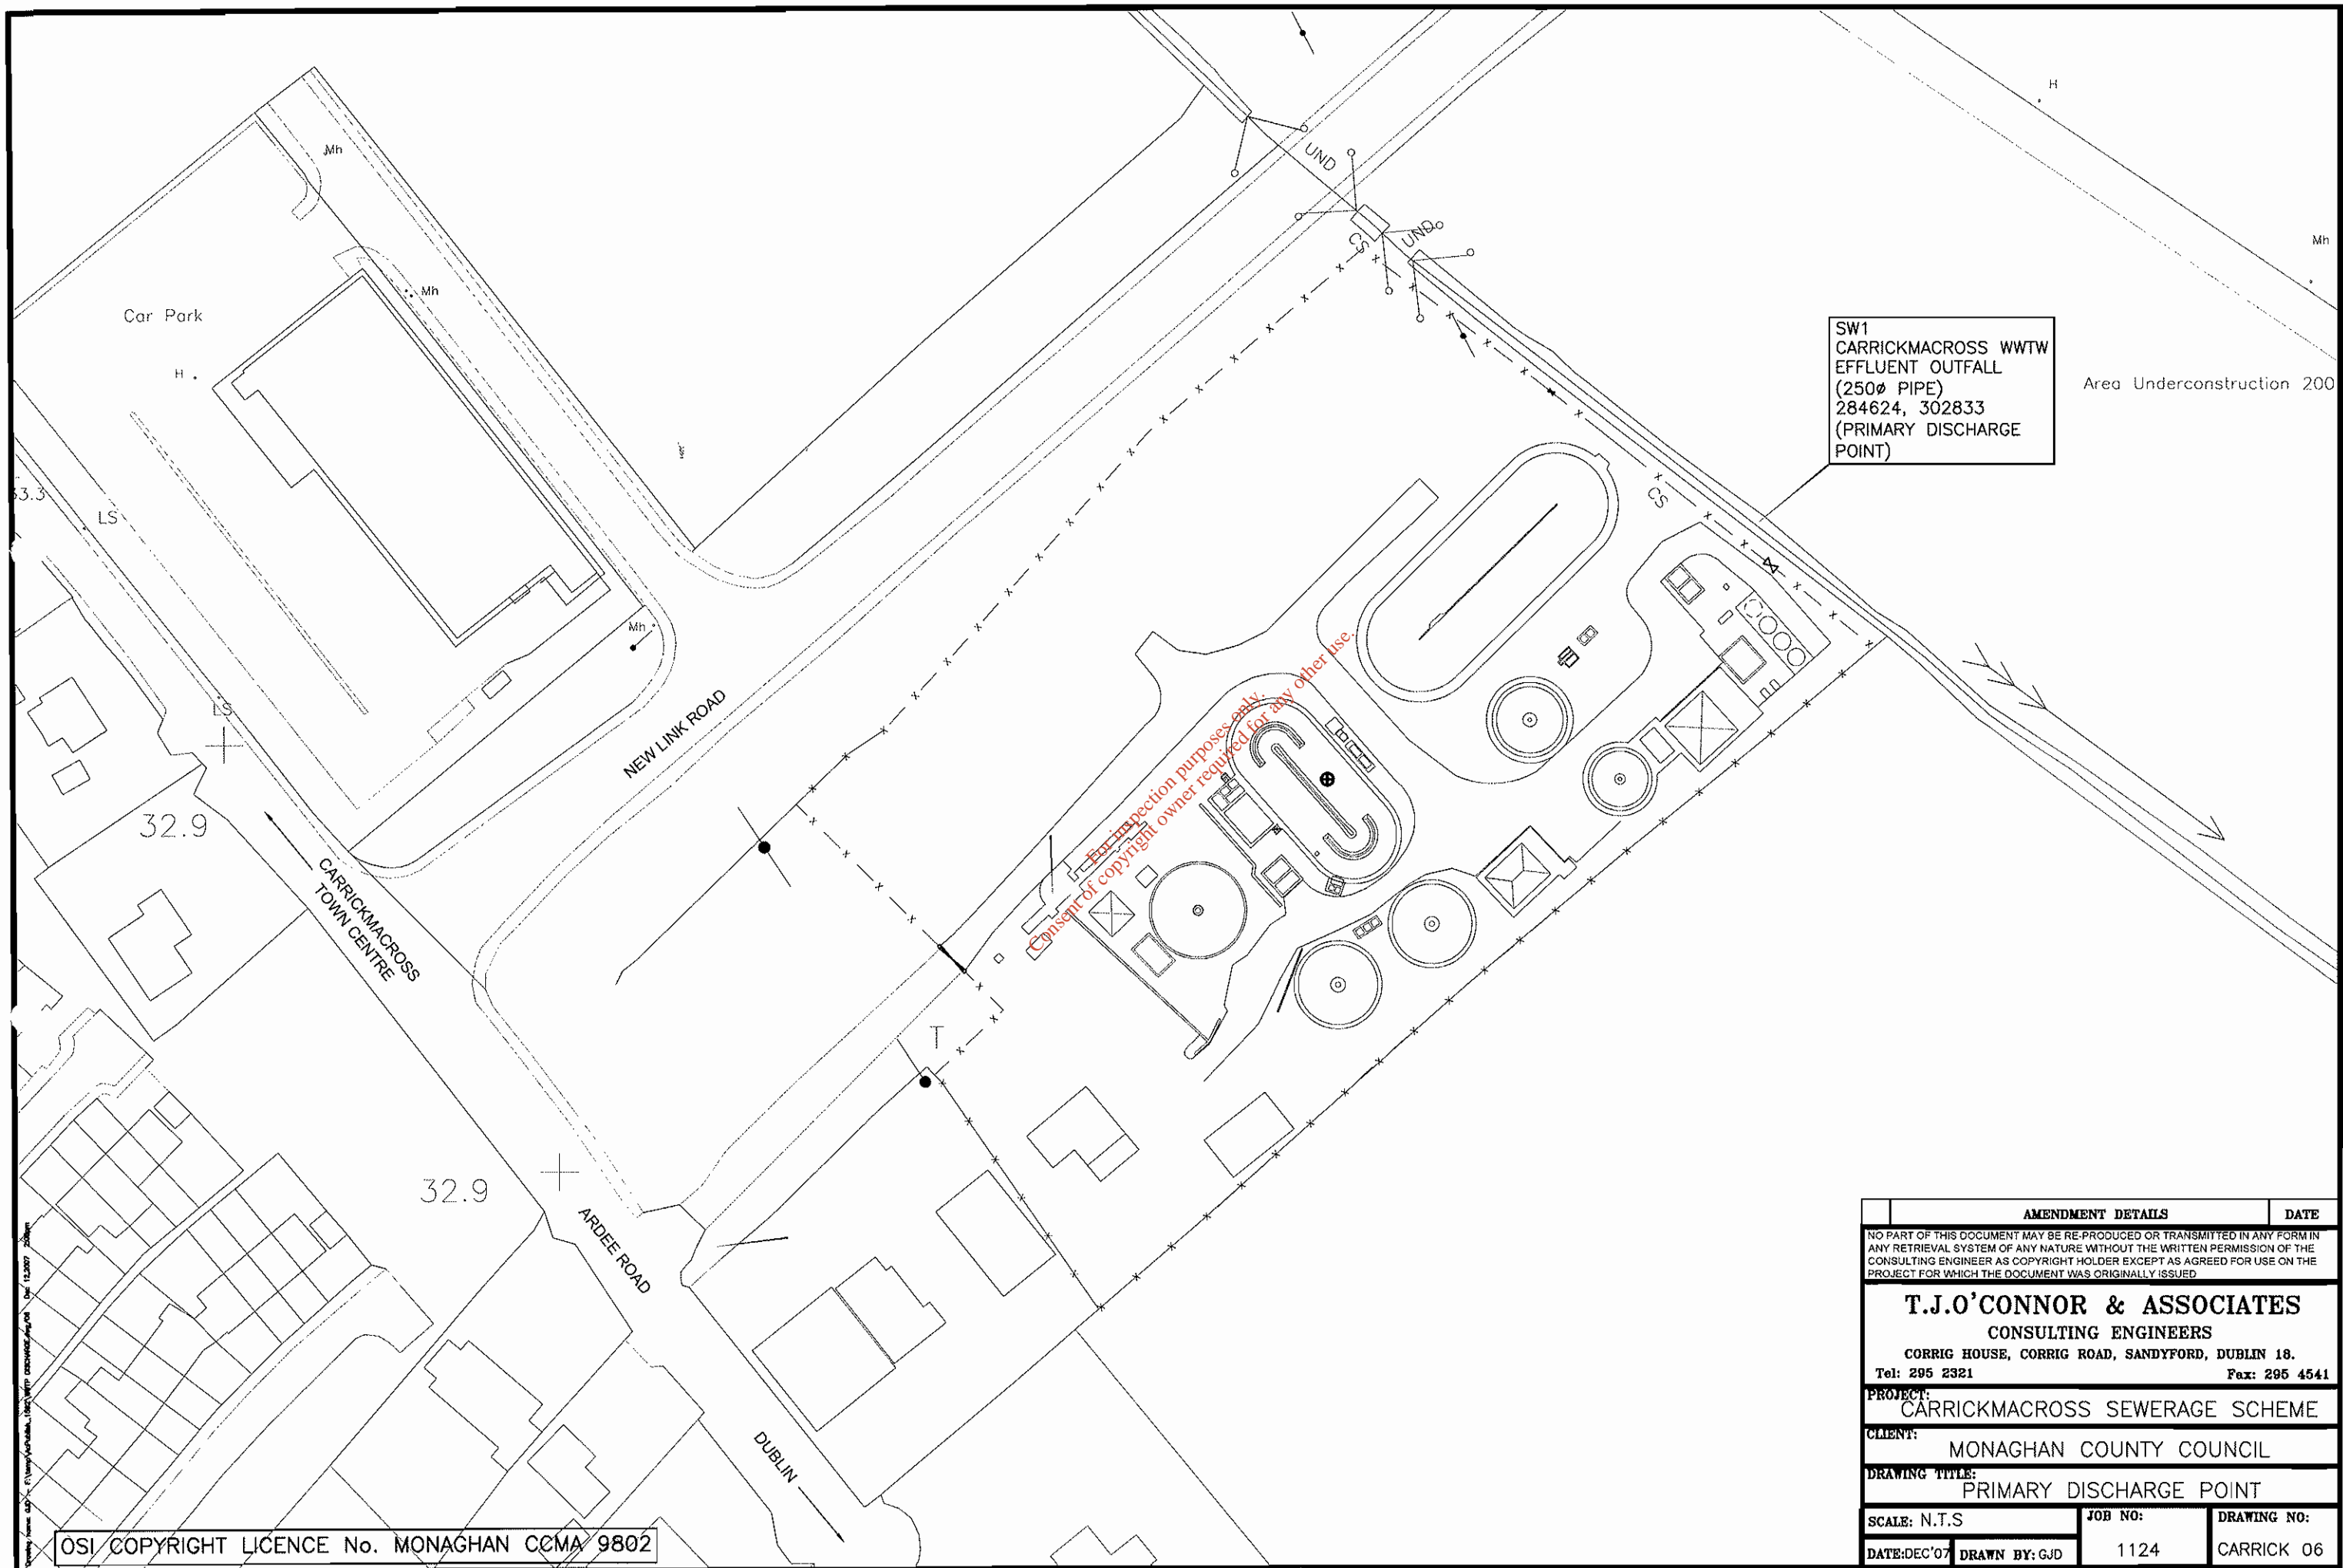 H
Mh
UND
Mh
Car Park
Mh
CS
UND
H
SW1
CARRICKMACROSS WWTW
EFFLUENT OUTFALL
(250ø PIPE)
284624, 302833
(PRIMARY DISCHARGE
POINT)
Area Underconstruction 200
33.3
LS
CS
Mh
LS
NEW LINK ROAD
32.9
CARRICKMACROSS
TOWN CENTRE
For inspection purposes only.
Consent of copyright owner required for any other use.
T
32.9
ARDEE ROAD
DUBLIN
OSI COPYRIGHT LICENCE No. MONAGHAN CCMA 9802
AMENDMENT DETAILS
DATE
NO PART OF THIS DOCUMENT MAY BE RE-PRODUCED OR TRANSMITTED IN ANY FORM IN
ANY RETRIEVAL SYSTEM OF ANY NATURE WITHOUT THE WRITTEN PERMISSION OF THE
CONSULTING ENGINEER AS COPYRIGHT HOLDER EXCEPT AS AGREED FOR USE ON THE
PROJECT FOR WHICH THE DOCUMENT WAS ORIGINALLY ISSUED
T.J.O'CONNOR & ASSOCIATES
CONSULTING ENGINEERS
CORRIG HOUSE, CORRIG ROAD, SANDYFORD, DUBLIN 18.
Tel: 295 2321 Fax: 295 4541
PROJECT:
CARRICKMACROSS SEWERAGE SCHEME
CLIENT:
MONAGHAN COUNTY COUNCIL
DRAWING TITLE:
PRIMARY DISCHARGE POINT
SCALE: N.T.S
JOB NO:
1124
DRAWING NO:
CARRICK 06
DATE:DEC'07
DRAWN BY: GJD